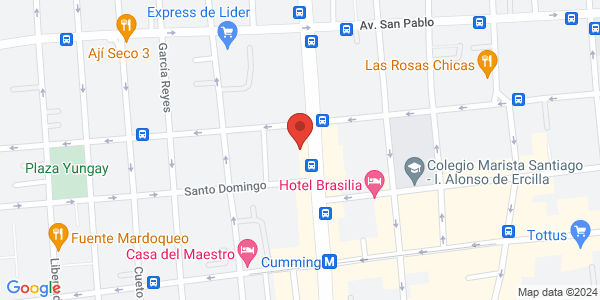 Express de Lider
Av. San Pablo
Ají Seco 3
García Reyes
Las Rosas Chicas
Plaza Yungay
Colegio Marista Santiago
- I. Alonso de Ercilla
Santo Domingo
Hotel Brasilia
Fuente Mardoqueo
Casa del Maestro
Tottus
Cumming
M
Liber
Cueto
Google
Map data ©2024